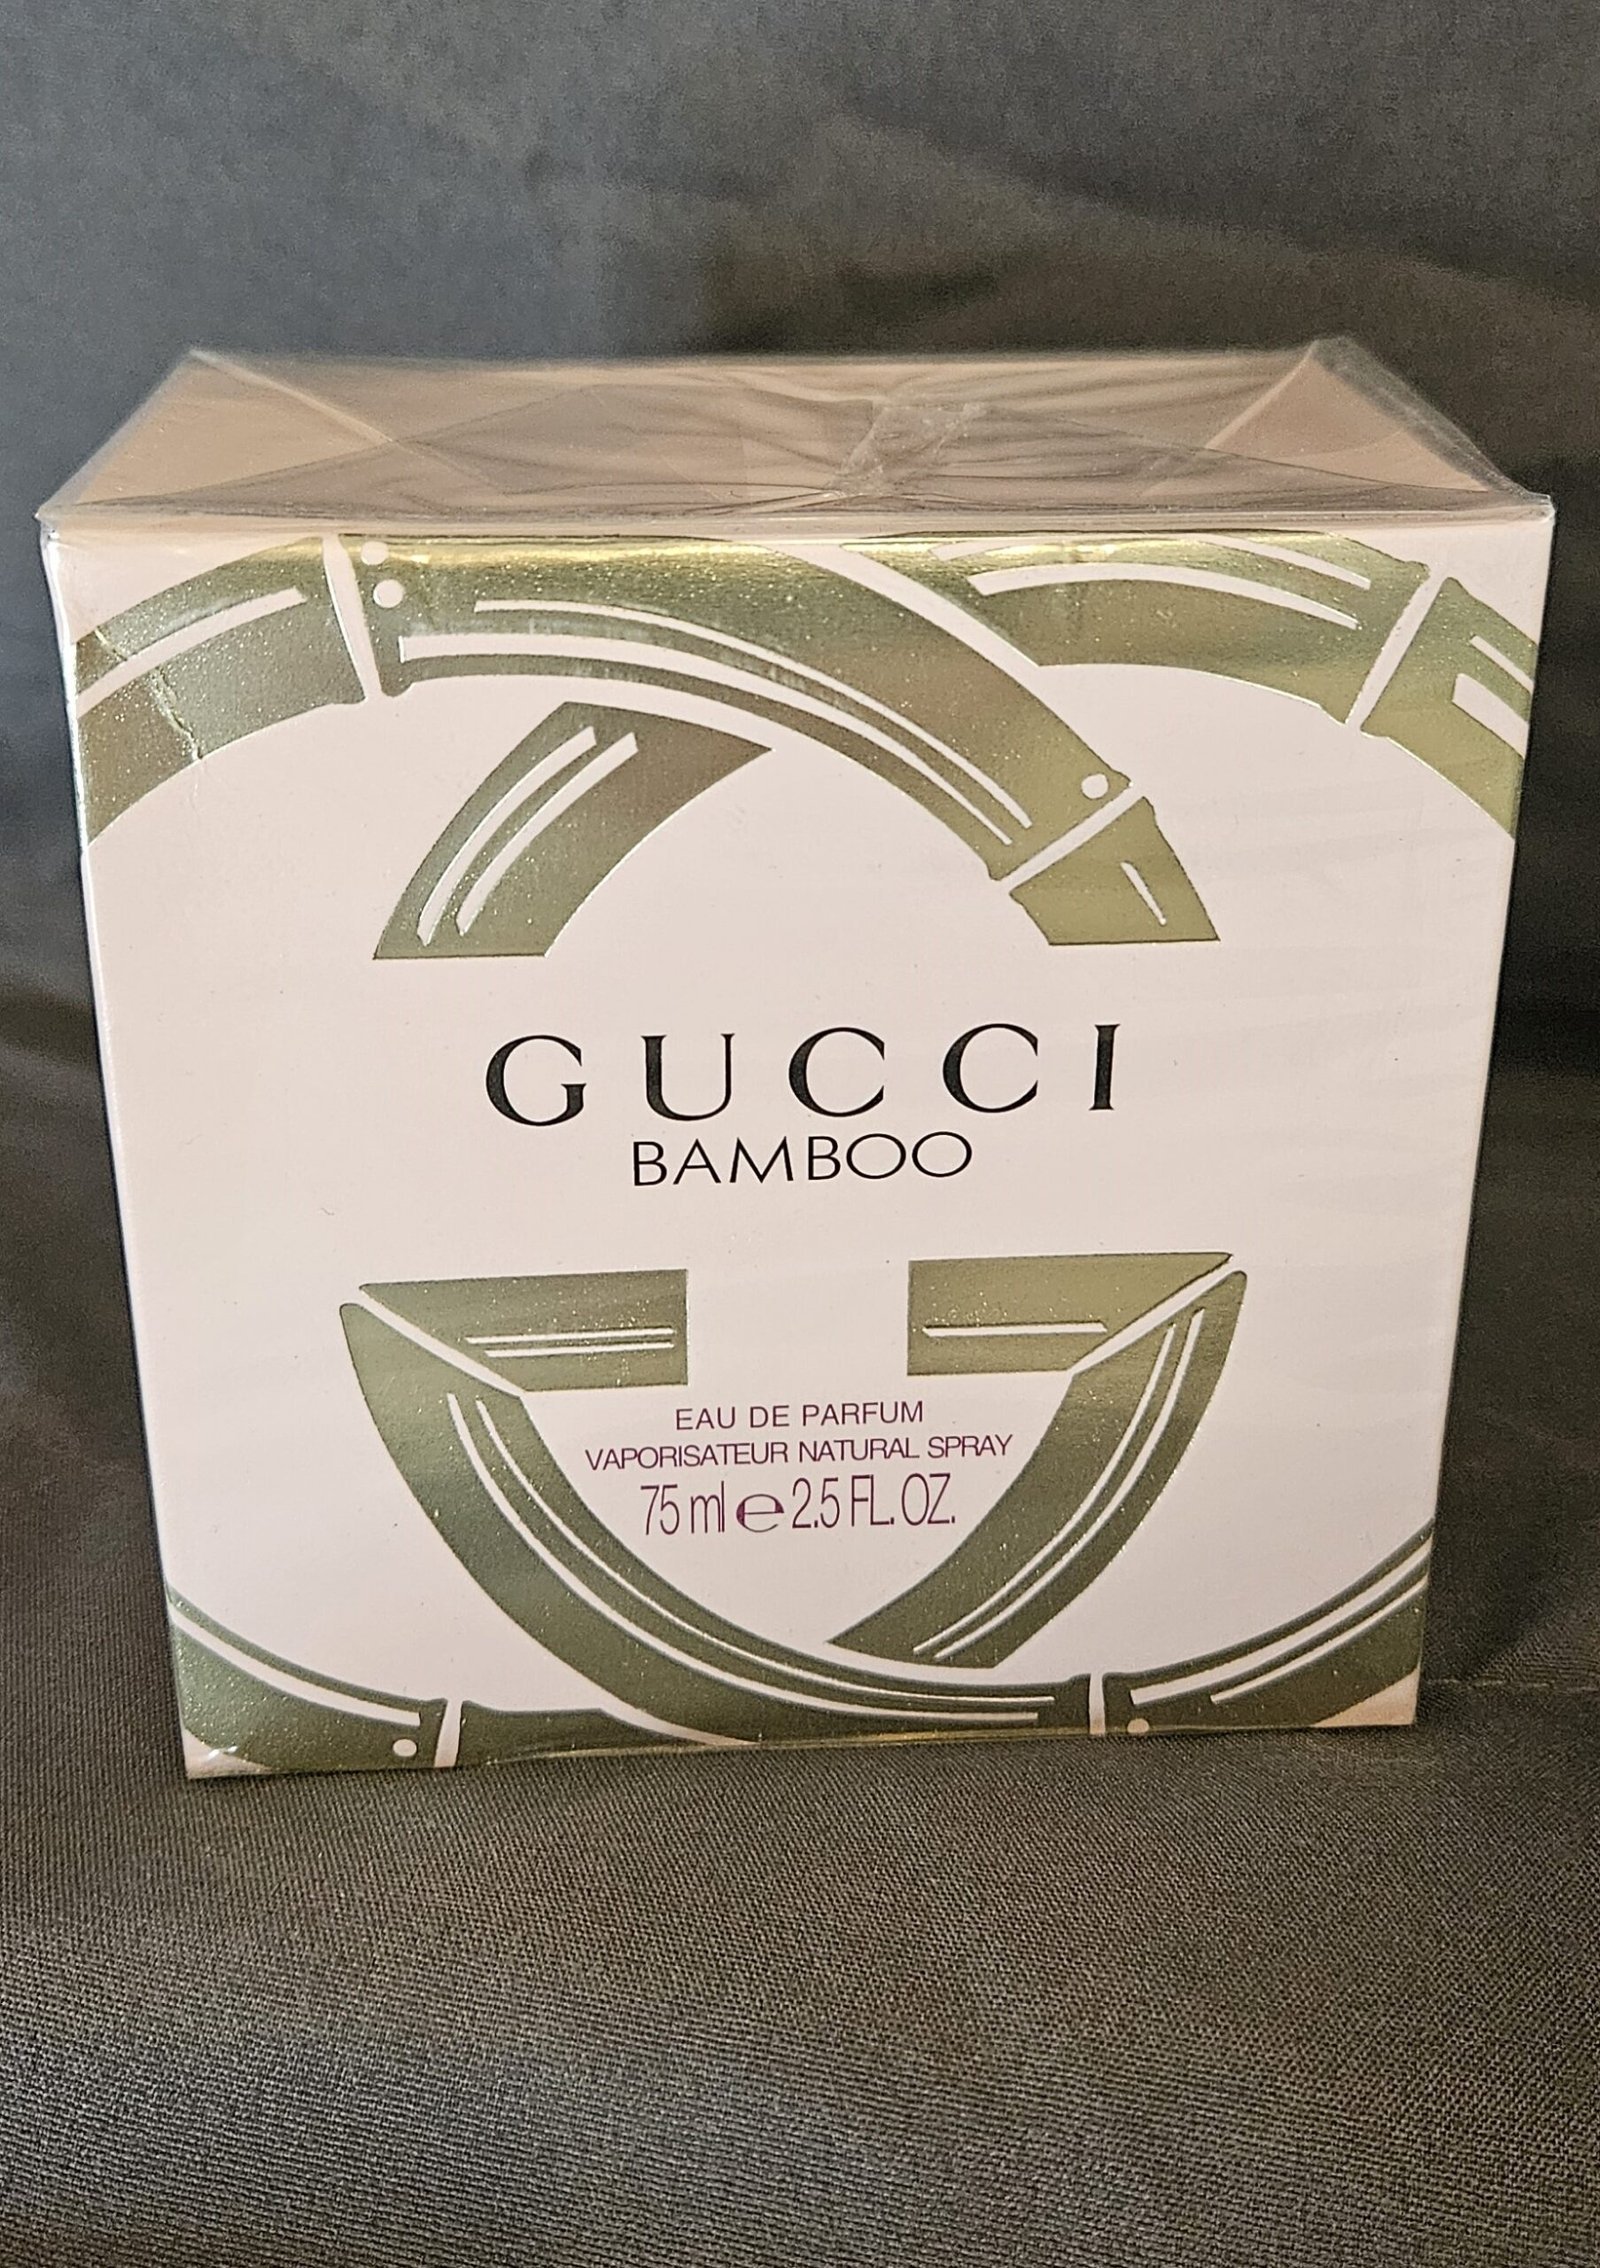 GUCCI
BAMBOO
EAU DE PARFUM
VAPORISATEUR NATURAL SPRAY
75 ml e 2.5 FL. OZ.